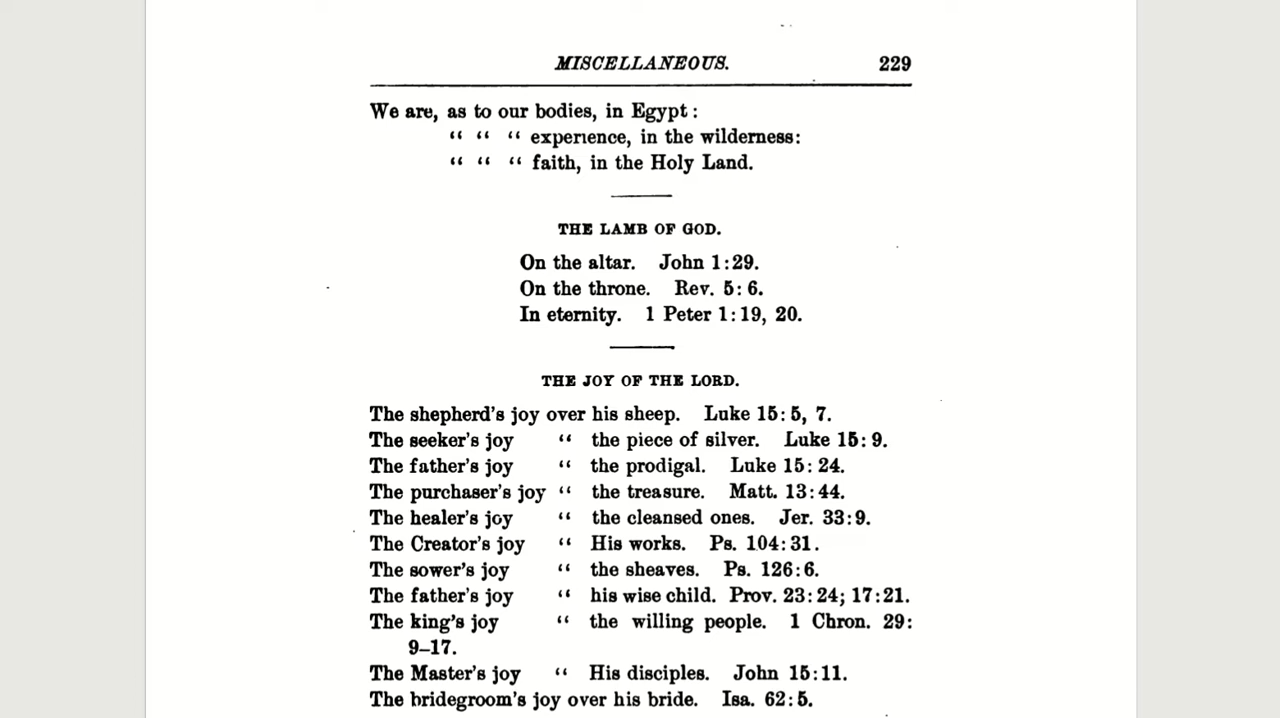 MISCELLANEOUS. 229
We are, as to our bodies, in Egypt:
" " " experience, in the wilderness:
" " " faith, in the Holy Land.
THE LAMB OF GOD.
On the altar. John 1:29.
On the throne. Rev. 5:6.
In eternity. 1 Peter 1:19, 20.
THE JOY OF THE LORD.
The shepherd's joy over his sheep. Luke 15:5, 7.
The seeker's joy " the piece of silver. Luke 15:9.
The father's joy " the prodigal. Luke 15:24.
The purchaser's joy " the treasure. Matt. 13:44.
The healer's joy " the cleansed ones. Jer. 33:9.
The Creator's joy " His works. Ps. 104:31.
The sower's joy " the sheaves. Ps. 126:6.
The father's joy " his wise child. Prov. 23:24; 17:21.
The king's joy " the willing people. 1 Chron. 29:
9–17.
The Master's joy " His disciples. John 15:11.
The bridegroom's joy over his bride. Isa. 62:5.